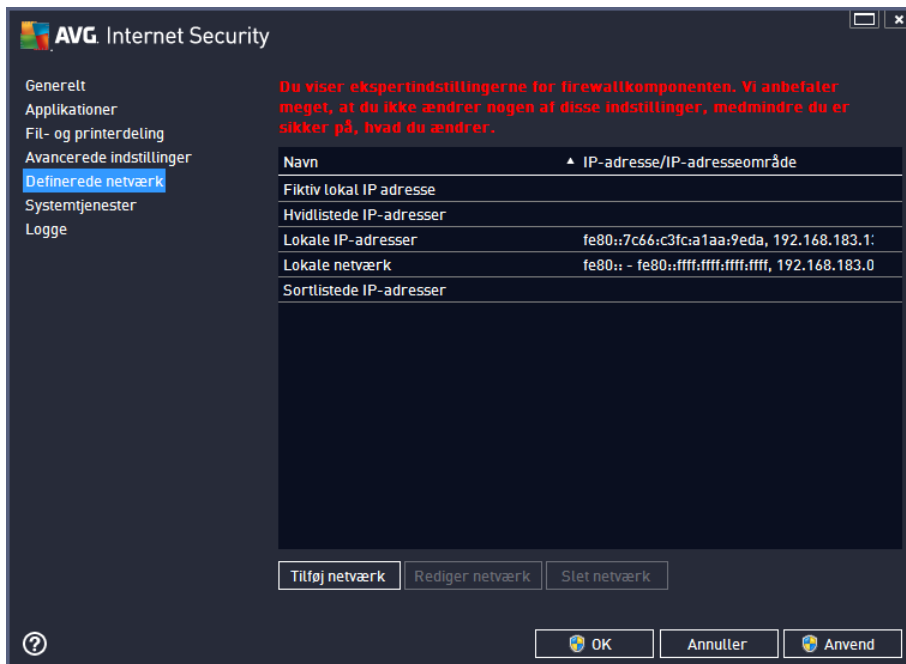 AVG. Internet Security
Generelt
Applikationer
Fil- og printerdeling
Avancerede indstillinger
Definerede netværk
Systemtjenester
Logge
Du viser ekspertindstillingerne for firewallkomponenten. Vi anbefaler
meget, at du ikke ændrer nogen af disse indstillinger, medmindre du er
sikker på, hvad du ændrer.
Navn IP-adresse/IP-adresseområde
Fiktiv lokal IP adresse
Hvidlistede IP-adresser
Lokale IP-adresser fe80::7c66:c3fc:a1aa:9eda,
Lokale netværk fe80:: - fe80::ffff:ffff:ffff:ffff, 192.168.183.0
Sortlistede IP-adresser
Tilføj netværk Rediger netværk Slet netværk
OK Annuller Anvend